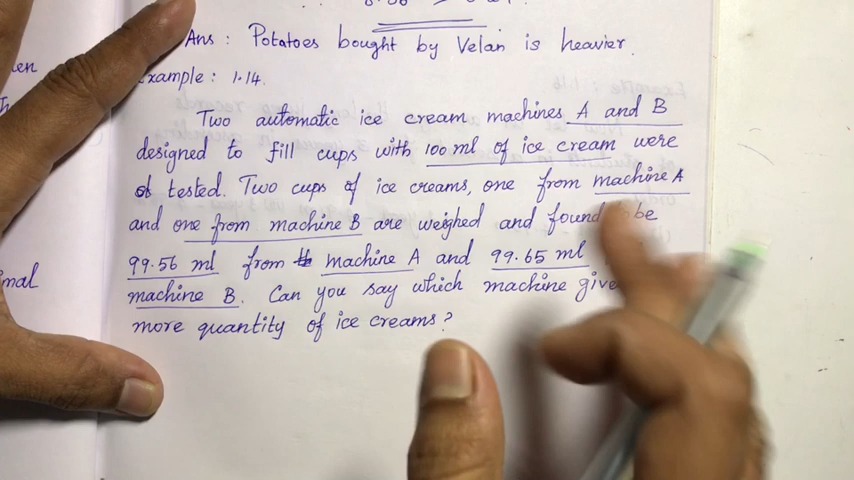 Ans : Potatoes bought by Velan is heavier.
Example : 1.14.
Two automatic ice cream machines A and B
designed to fill cups with 100 ml of ice cream were
tested. Two cups of ice creams, one from machine A
and one from machine B are weighed and found be
99.56 ml from machine A and 99.65 ml
machine B. Can you say which machine give
more quantity of ice creams?